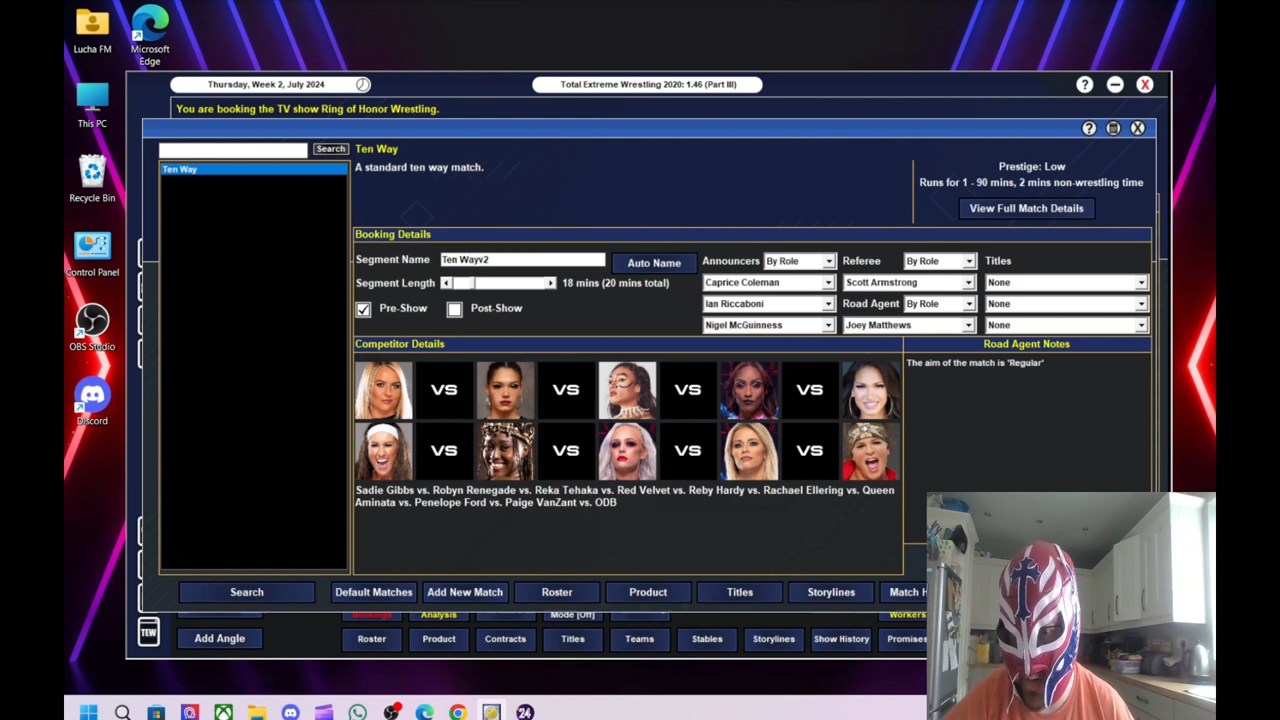 Lucha FM
Microsoft
Edge
This PC
Recycle Bin
Control Panel
OBS Studio
Discord
Thursday, Week 2, July 2024
Total Extreme Wrestling 2020: 1.46 (Part III)
?
X
You are booking the TV show Ring of Honor Wrestling.
?
X
Search
Ten Way
Ten Way
A standard ten way match.
Prestige: Low
Runs for 1 - 90 mins, 2 mins non-wrestling time
View Full Match Details
Booking Details
Segment Name
Ten Wayv2
Auto Name
Announcers
By Role
Referee
By Role
Titles
Segment Length
18 mins (20 mins total)
Caprice Coleman
Scott Armstrong
None
Pre-Show
Post-Show
Ian Riccaboni
Road Agent
By Role
None
Nigel McGuinness
Joey Matthews
None
Competitor Details
Road Agent Notes
The aim of the match is 'Regular'
VS
VS
VS
VS
VS
VS
VS
VS
Sadie Gibbs vs. Robyn Renegade vs. Reka Tehaka vs. Red Velvet vs. Reby Hardy vs. Rachael Ellering vs. Queen
Aminata vs. Penelope Ford vs. Paige VanZant vs. ODB
Search
Default Matches
Add New Match
Roster
Product
Titles
Storylines
Match H
Bookings
Analysis
Mode [Off]
Workers
TEW
Add Angle
Roster
Product
Contracts
Titles
Teams
Stables
Storylines
Show History
Promises
24